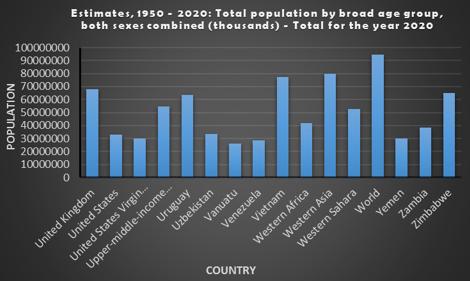 Estimates, 1950 - 2020: Total population by broad age group,
both sexes combined (thousands) - Total for the year 2020
POPULATION
100000000
90000000
80000000
70000000
60000000
50000000
40000000
30000000
20000000
10000000
0
United Kingdom
United States
United States Virgin...
Upper-middle-income...
Uruguay
Uzbekistan
Vanuatu
Venezuela
Vietnam
Western Africa
Western Asia
Western Sahara
World
Yemen
Zambia
Zimbabwe
COUNTRY